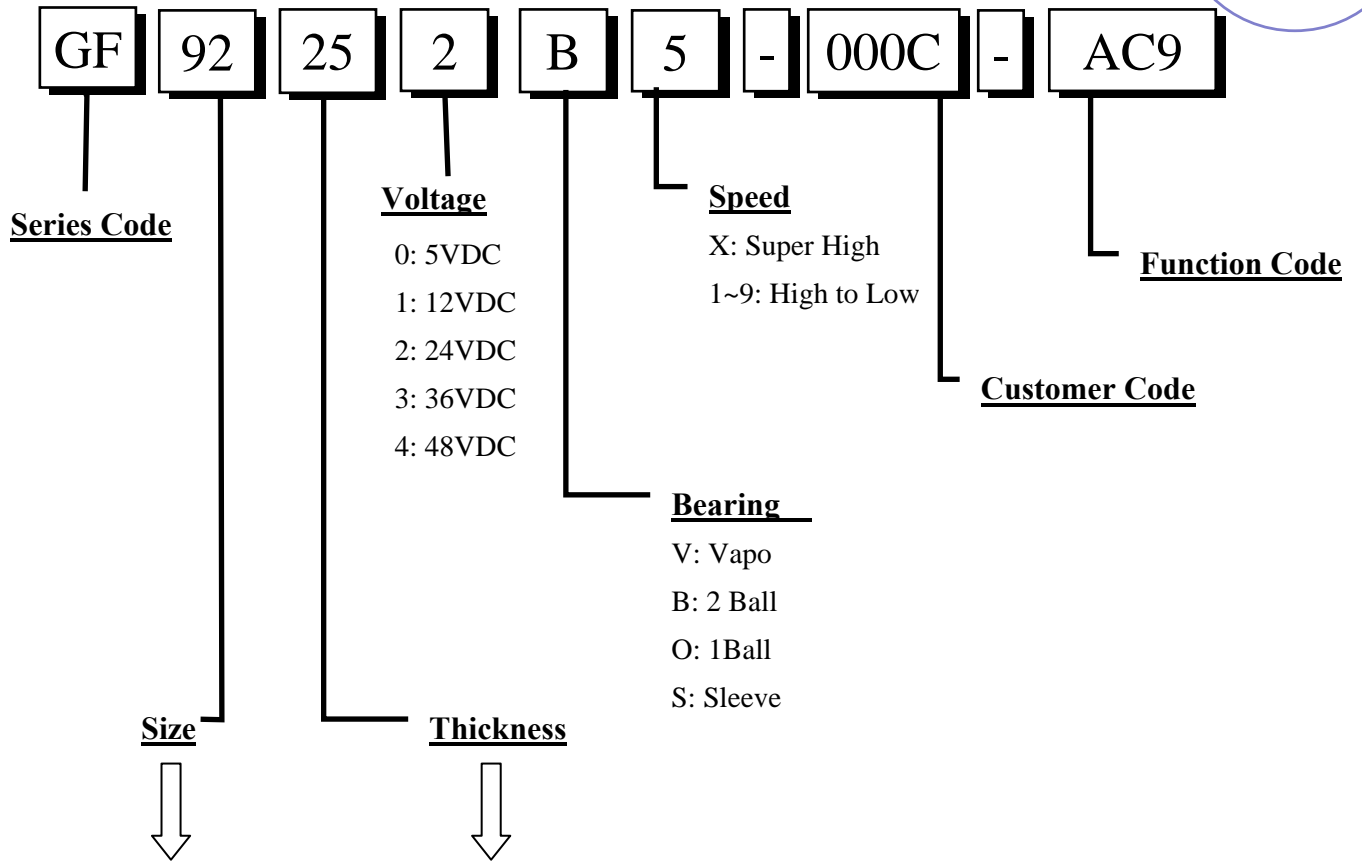 GF 92 25 2 B 5 - 000C - AC9
Series Code
Voltage
0: 5VDC
1: 12VDC
2: 24VDC
3: 36VDC
4: 48VDC
Speed
X: Super High
1~9: High to Low
Function Code
Customer Code
Bearing
V: Vapo
B: 2 Ball
O: 1Ball
S: Sleeve
Size
Thickness